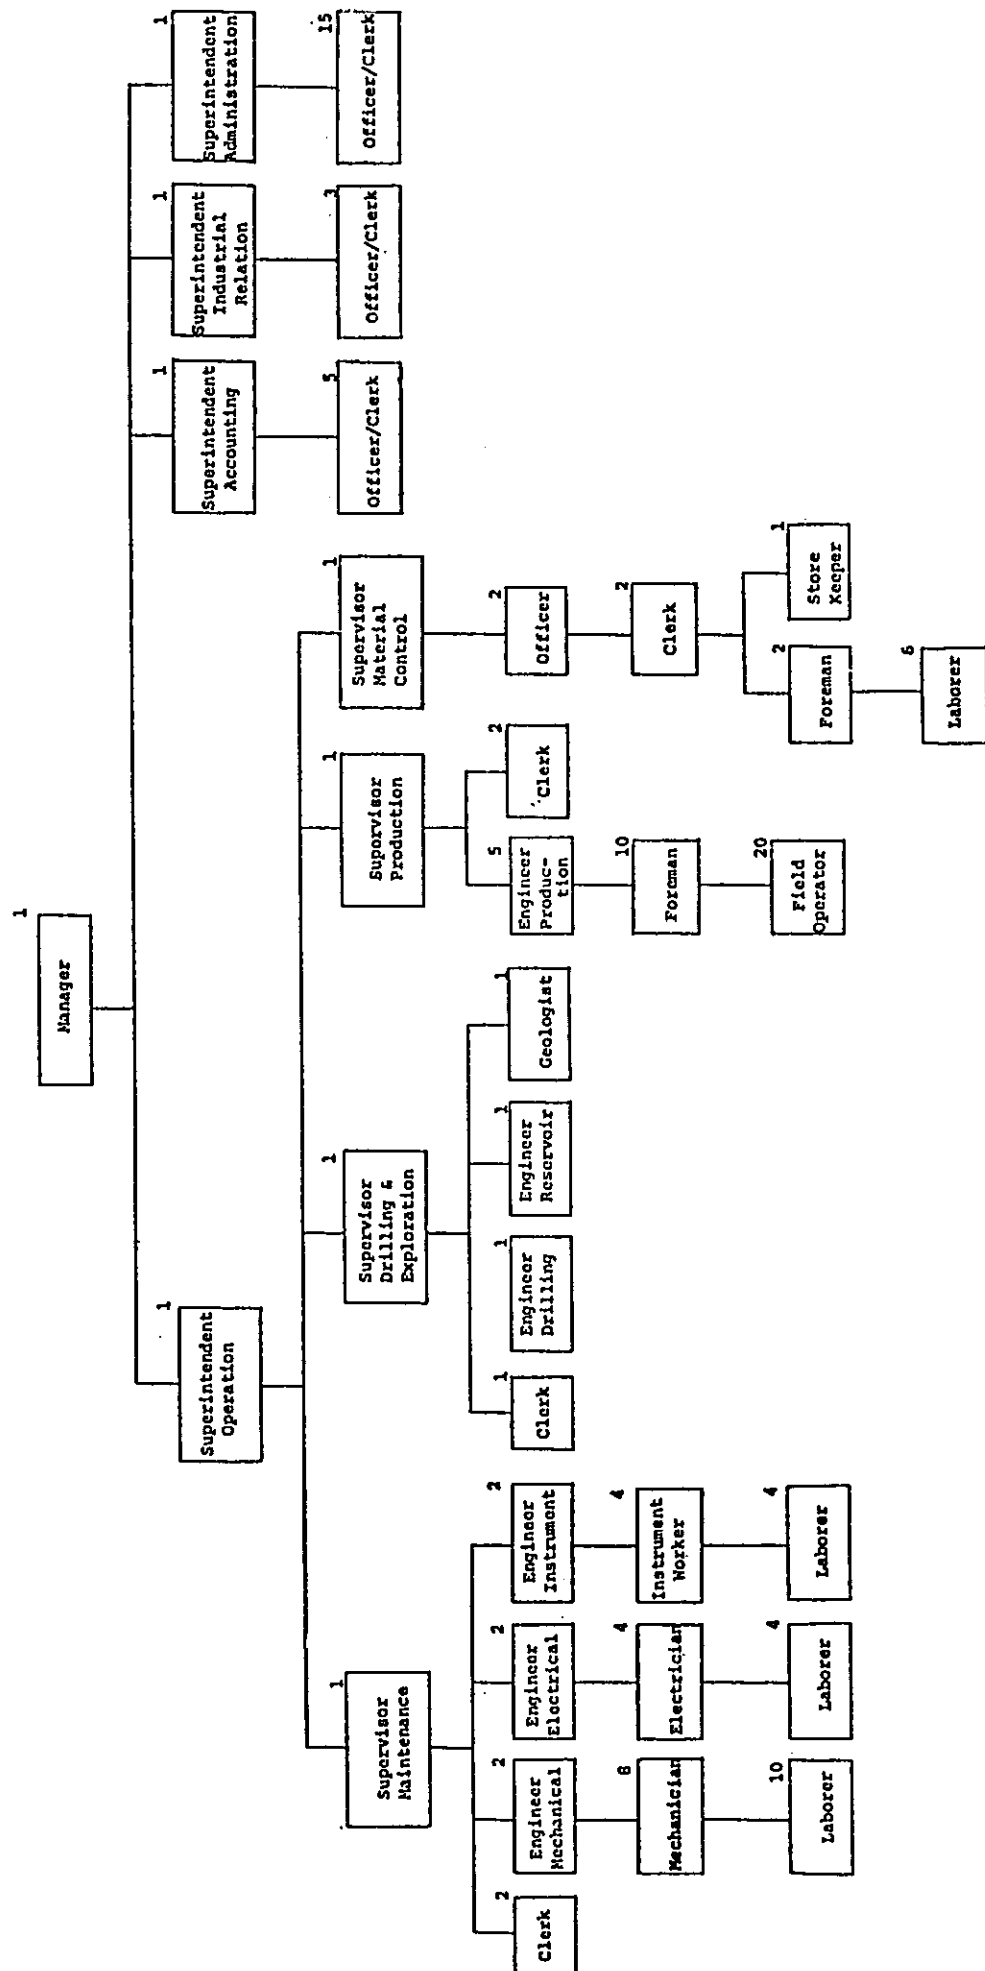 1
Manager
1
Superintendent
Operation
1
Superintendent
Accounting
1
Superintendent
Industrial
Relation
1
Superintendent
Administration
1
Supervisor
Maintenance
1
Supervisor
Drilling &
Exploration
1
Supervisor
Production
1
Supervisor
Material
Control
5
Officer/Clerk
3
Officer/Clerk
15
Officer/Clerk
2
Clerk
2
Engineer
Mechanical
2
Engineer
Electrical
2
Engineer
Instrument
1
Clerk
1
Engineer
Drilling
1
Engineer
Reservoir
1
Geologist
5
Engineer
Produc-
tion
2
Clerk
2
Officer
Mechanician
4
Electrician
4
Instrument
Worker
10
Foreman
2
Clerk
10
Laborer
4
Laborer
4
Laborer
20
Field
Operator
2
Foreman
1
Store
Keeper
6
Laborer